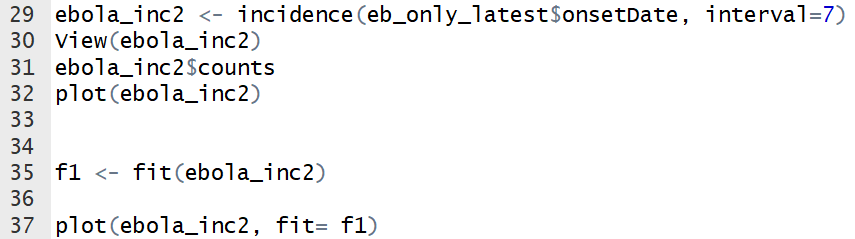 29 ebola_inc2 <- incidence(eb_only_latest$onsetDate, interval=7)
30 View(ebola_inc2)
31 ebola_inc2$counts
32 plot(ebola_inc2)
33
34
35 f1 <- fit(ebola_inc2)
36
37 plot(ebola_inc2, fit= f1)